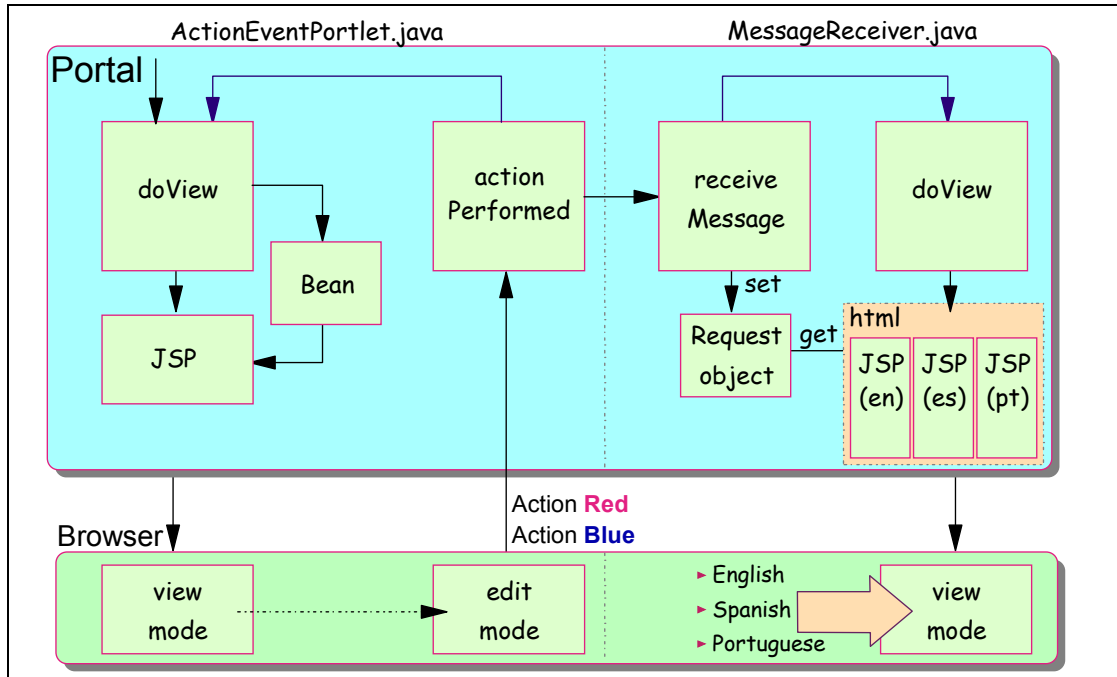 ActionEventPortlet.java
MessageReceiver.java
Portal
doView
action
Performed
receive
Message
doView
Bean
set
JSP
Request
object
get
html
JSP
(en)
JSP
(es)
JSP
(pt)
Action Red
Action Blue
Browser
view
mode
edit
mode
► English
► Spanish
► Portuguese
view
mode